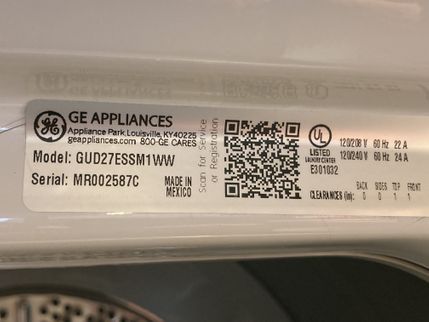 GE APPLIANCES
Appliance Park, Louisville, KY40225
geappliances.com 800-GE CARES
Model: GUD27ESSM1WW
Serial: MR002587C
MADE IN
MEXICO
Scan for Service
or Registration
UL
LISTED
LAUNDRY CENTER
E301032
120/208 V 60 Hz 22 A
120/240 V 60 Hz 24 A
BACK SIDES TOP FRONT
CLEARANCES (in) 0 0 1 1